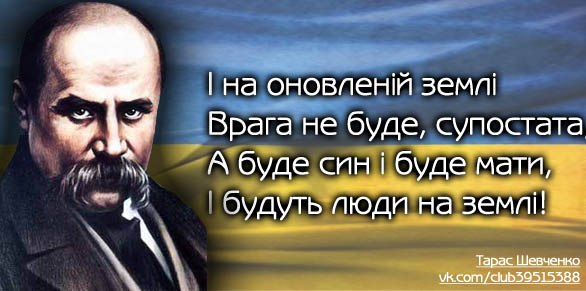 І на оновленій землі
Врага не буде, супостата,
А буде син і буде мати,
І будуть люди на землі!
Тарас Шевченко
vk.com/club39515388